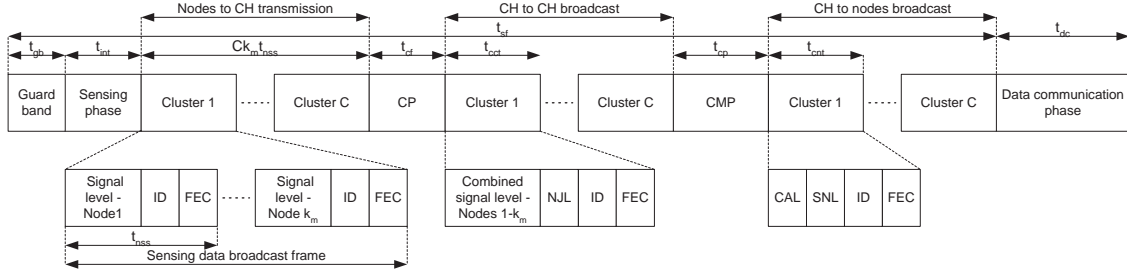 Nodes to CH transmission
CH to CH broadcast
CH to nodes broadcast
t_sf
t_gb
t_int
Ck_m t_nss
t_cf
t_cct
t_cp
t_cnt
t_dc
Guard band
Sensing phase
Cluster 1
Cluster C
CP
Cluster 1
Cluster C
CMP
Cluster 1
Cluster C
Data communication phase
Signal level - Node1
ID
FEC
Signal level - Node k_m
ID
FEC
Combined signal level - Nodes 1-k_m
NJL
ID
FEC
CAL
SNL
ID
FEC
t_nss
Sensing data broadcast frame